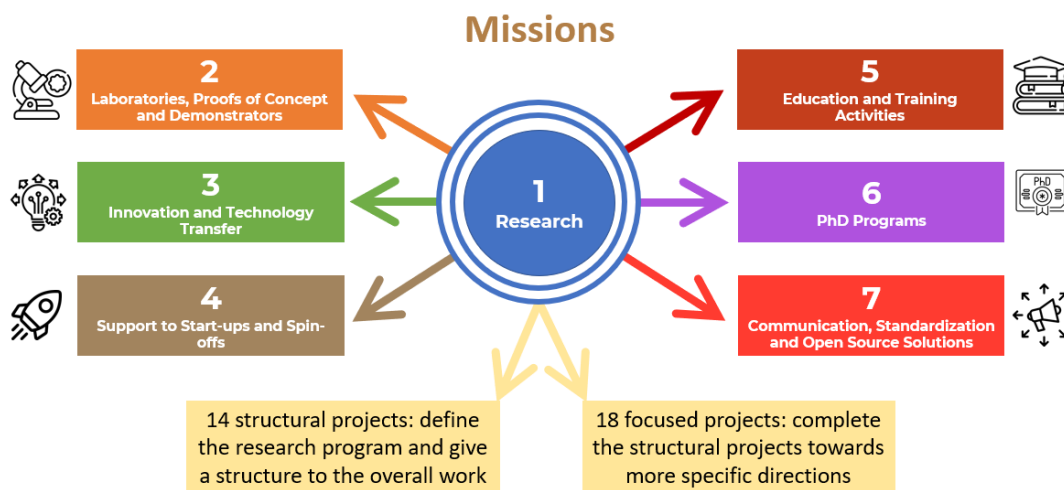 Missions
2
Laboratories, Proofs of Concept
and Demonstrators
3
Innovation and Technology
Transfer
4
Support to Start-ups and Spin-
offs
1
Research
5
Education and Training
Activities
6
PhD Programs
PhD
7
Communication, Standardization
and Open Source Solutions
14 structural projects: define
the research program and give
a structure to the overall work
18 focused projects: complete
the structural projects towards
more specific directions